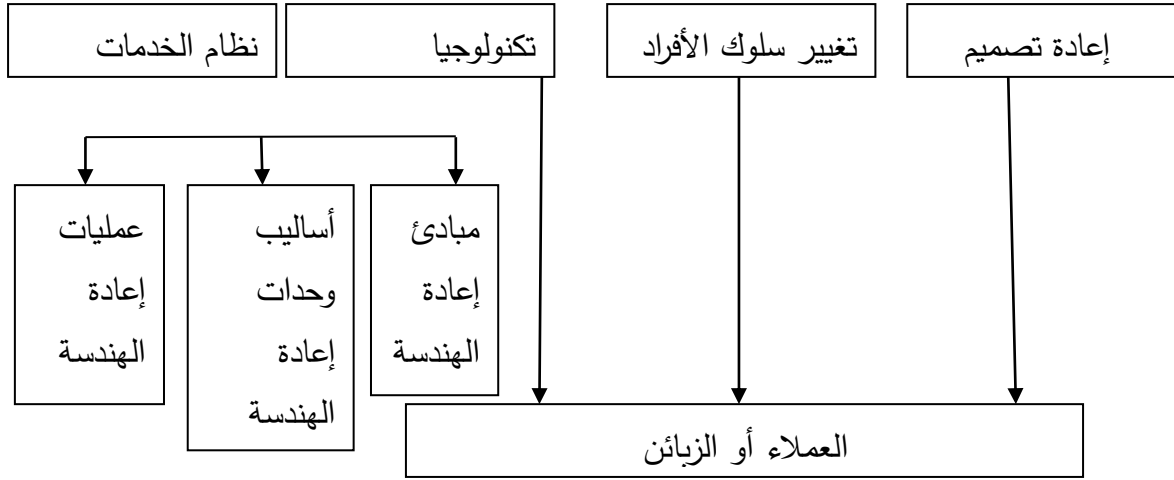 إعادة تصميم
تغيير سلوك الأفراد
تكنولوجيا
نظام الخدمات
مبادئ
إعادة
الهندسة
أساليب
وحدات
إعادة
الهندسة
عمليات
إعادة
الهندسة
العملاء أو الزبائن